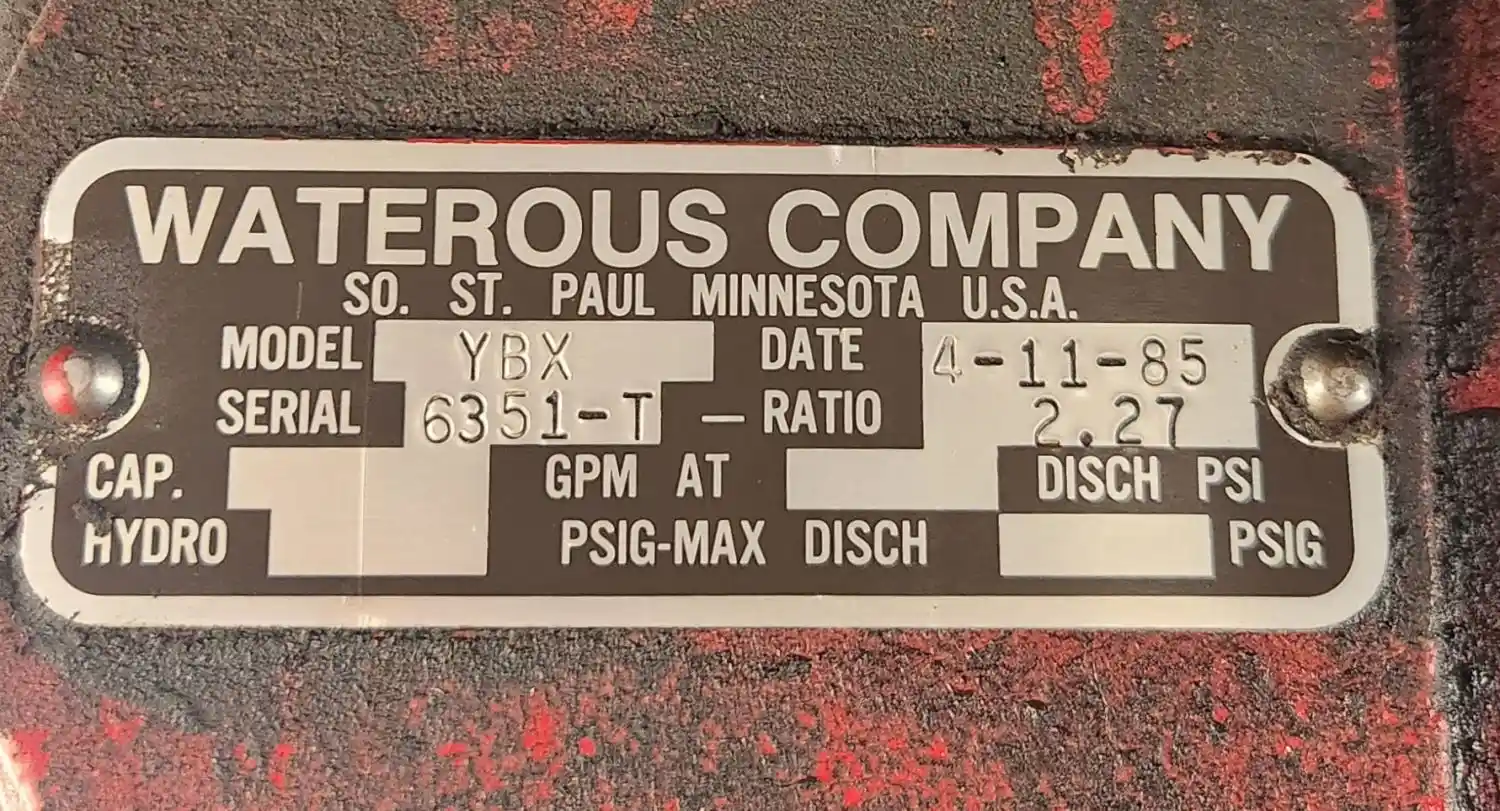 WATEROUS COMPANY
SO. ST. PAUL MINNESOTA U.S.A.
MODEL YBX DATE 4-11-85
SERIAL 6351-T — RATIO 2.27
CAP. GPM AT DISCH PSI
HYDRO PSIG-MAX DISCH PSIG